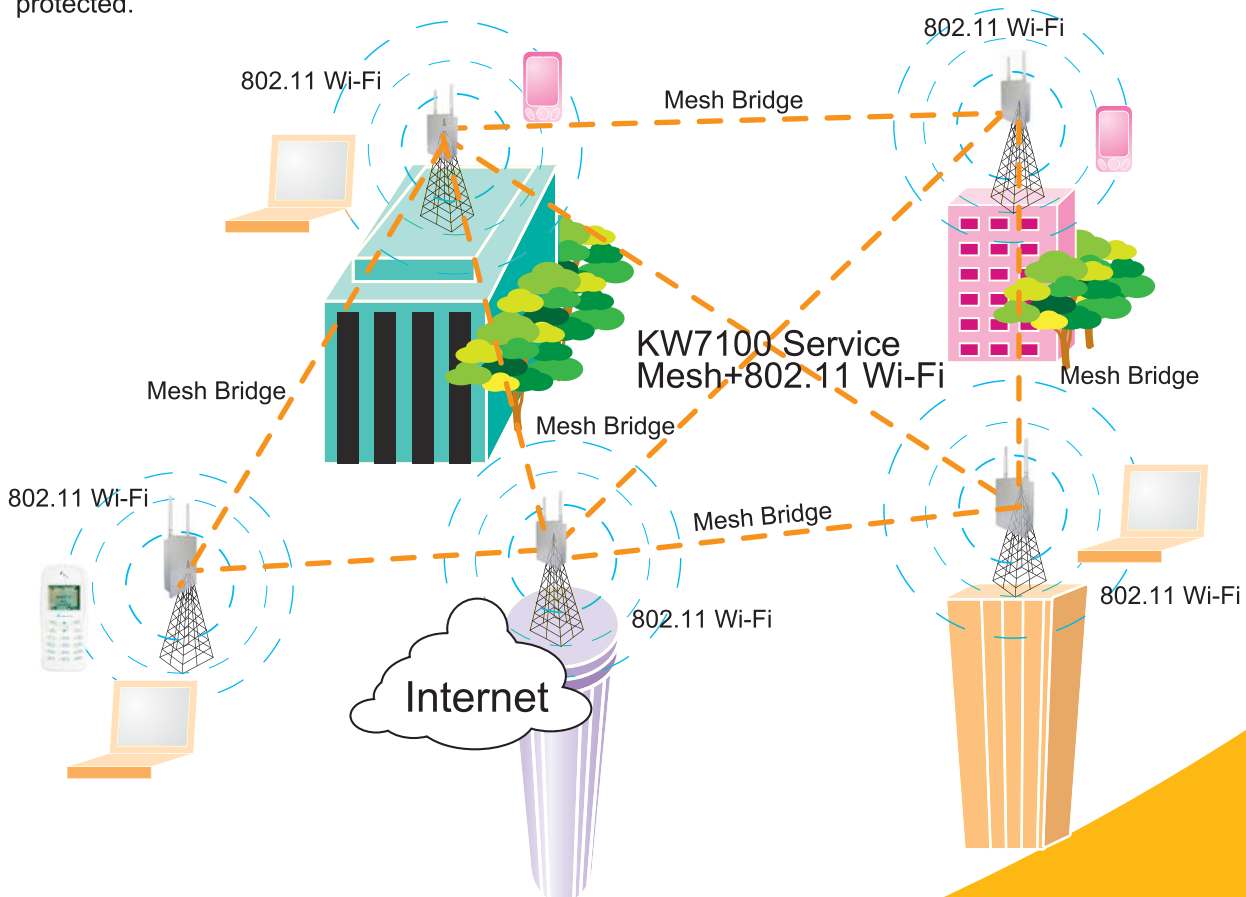 protected.
802.11 Wi-Fi
802.11 Wi-Fi
Mesh Bridge
KW7100 Service
Mesh+802.11 Wi-Fi
Mesh Bridge
Mesh Bridge
Mesh Bridge
802.11 Wi-Fi
Mesh Bridge
802.11 Wi-Fi
802.11 Wi-Fi
Internet